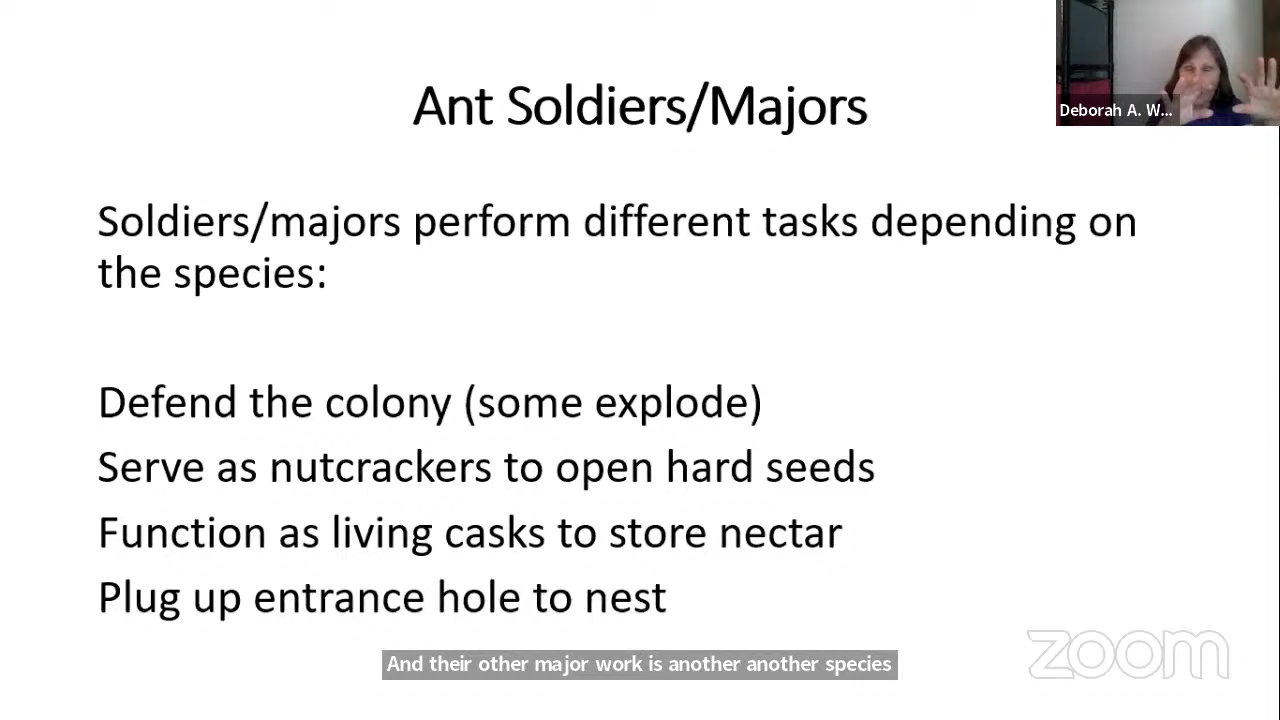 Ant Soldiers/Majors
Deborah A. W...
Soldiers/majors perform different tasks depending on
the species:
Defend the colony (some explode)
Serve as nutcrackers to open hard seeds
Function as living casks to store nectar
Plug up entrance hole to nest
And their other major work is another another species
zoom